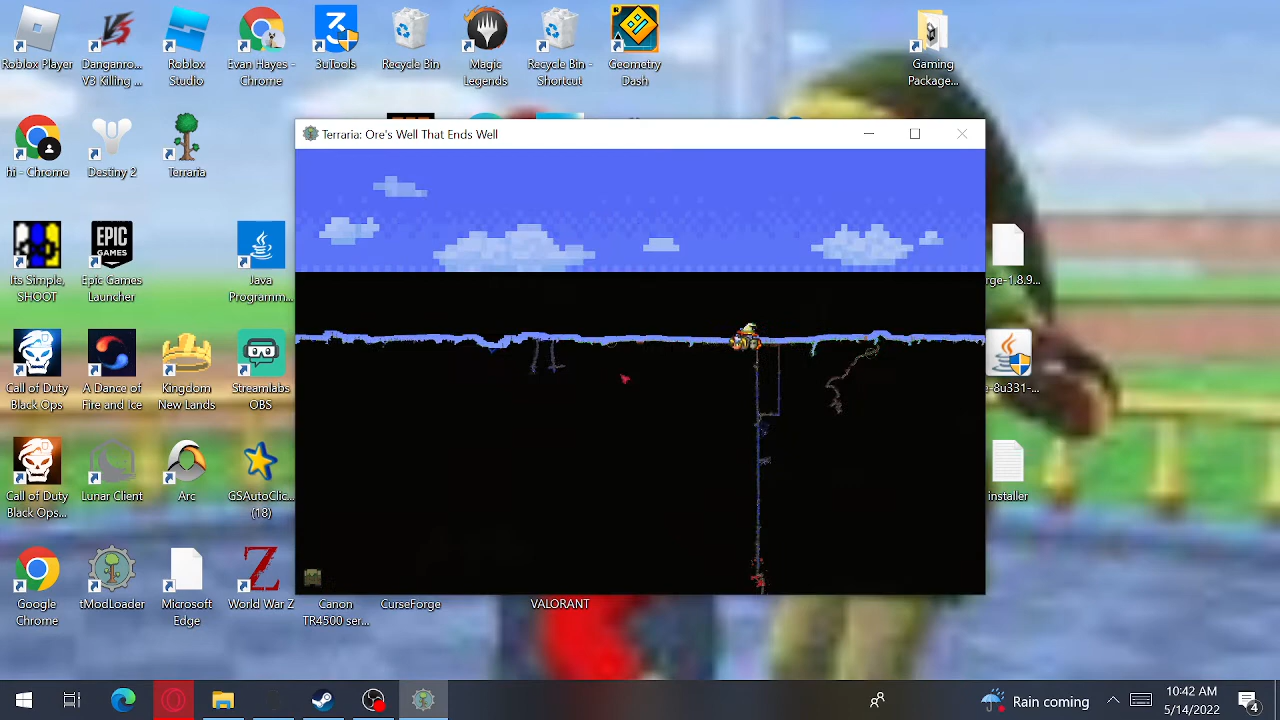 Roblox Player
Danganro...
V3 Killing ...
Roblox
Studio
Evan Hayes -
Chrome
3uTools
Recycle Bin
Magic
Legends
Recycle Bin -
Shortcut
Geometry
Dash
Gaming
Package...
hi - Chrome
Destiny 2
Terraria
Terraria: Ore's Well That Ends Well
Its Simple,
SHOOT
EPIC
GAMES
Epic Games
Launcher
Java
Programm...
rge-1.8.9...
Call of Duty
Black Ops
A Dance of
Fire and Ice
Kingdom
New Lands
Streamlabs
OBS
e-8u331-...
Call of Duty
Black Ops...
Lunar Client
Arc
GSAutoClic...
(18)
installer
Google
Chrome
tModLoader
Microsoft
Edge
World War Z
Canon
TR4500 ser...
CurseForge
VALORANT
Rain coming
10:42 AM
5/14/2022
4